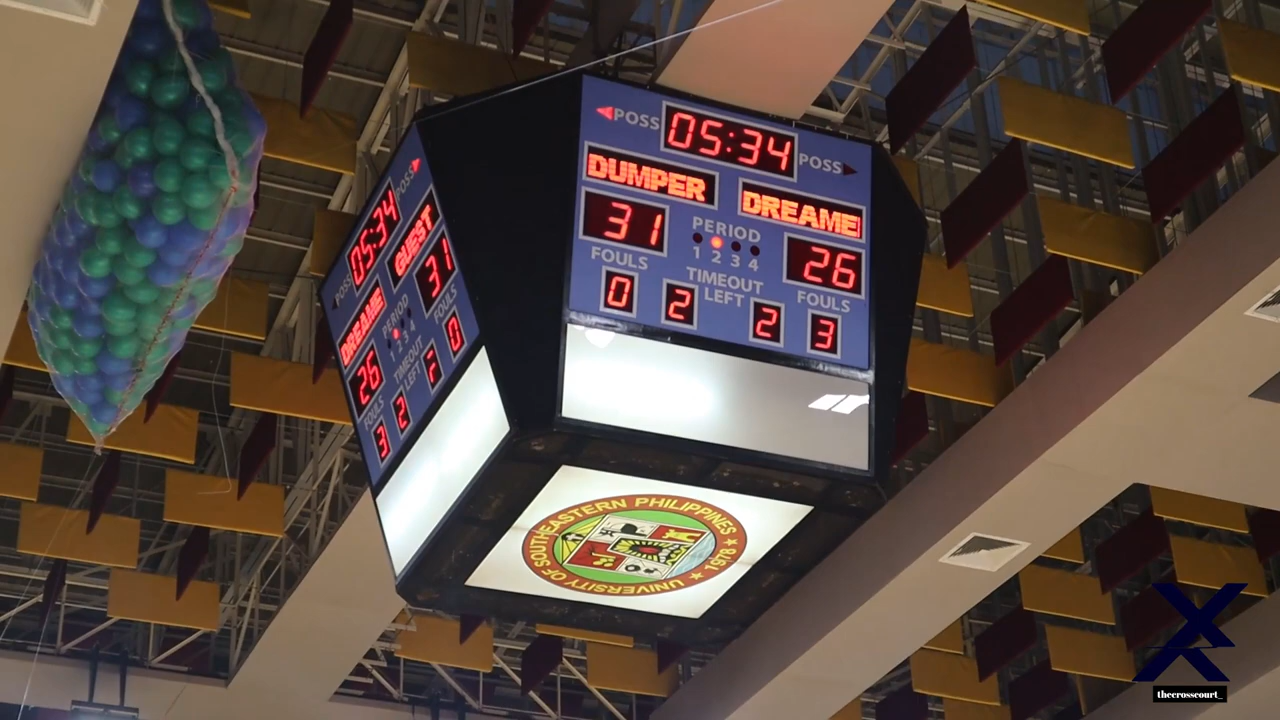 ◀POSS 05:34 POSS▶
DUMPER DREAME
31 PERIOD 26
1 2 3 4
FOULS TIMEOUT LEFT FOULS
0 2 2 3
POSS 05:34 POSS▶
DREAME GUEST
26 PERIOD 31
1 2 3 4
FOULS TIMEOUT LEFT FOULS
3 2 0
UNIVERSITY OF SOUTHEASTERN PHILIPPINES
★ 1978 ★
X
thecrosscourt_